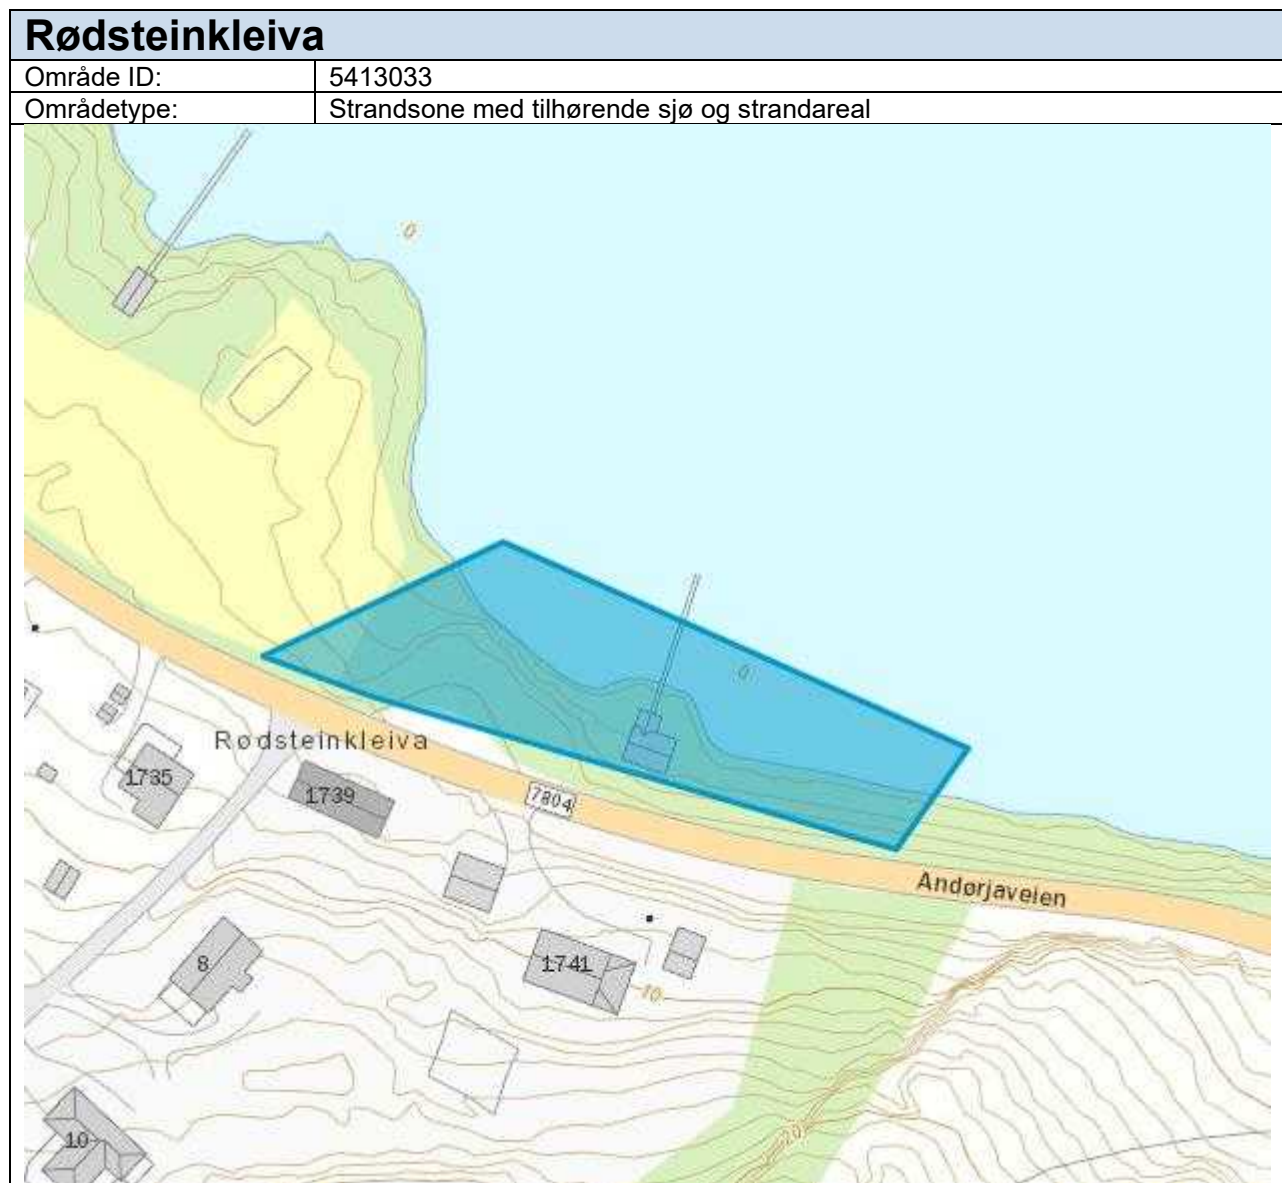 Rødsteinkleiva
Område ID: 5413033
Områdetype: Strandsone med tilhørende sjø og strandareal
0
0
Rødsteinkleiva
1735
1739
7804
Andørjaveien
8
1741
10
10
20